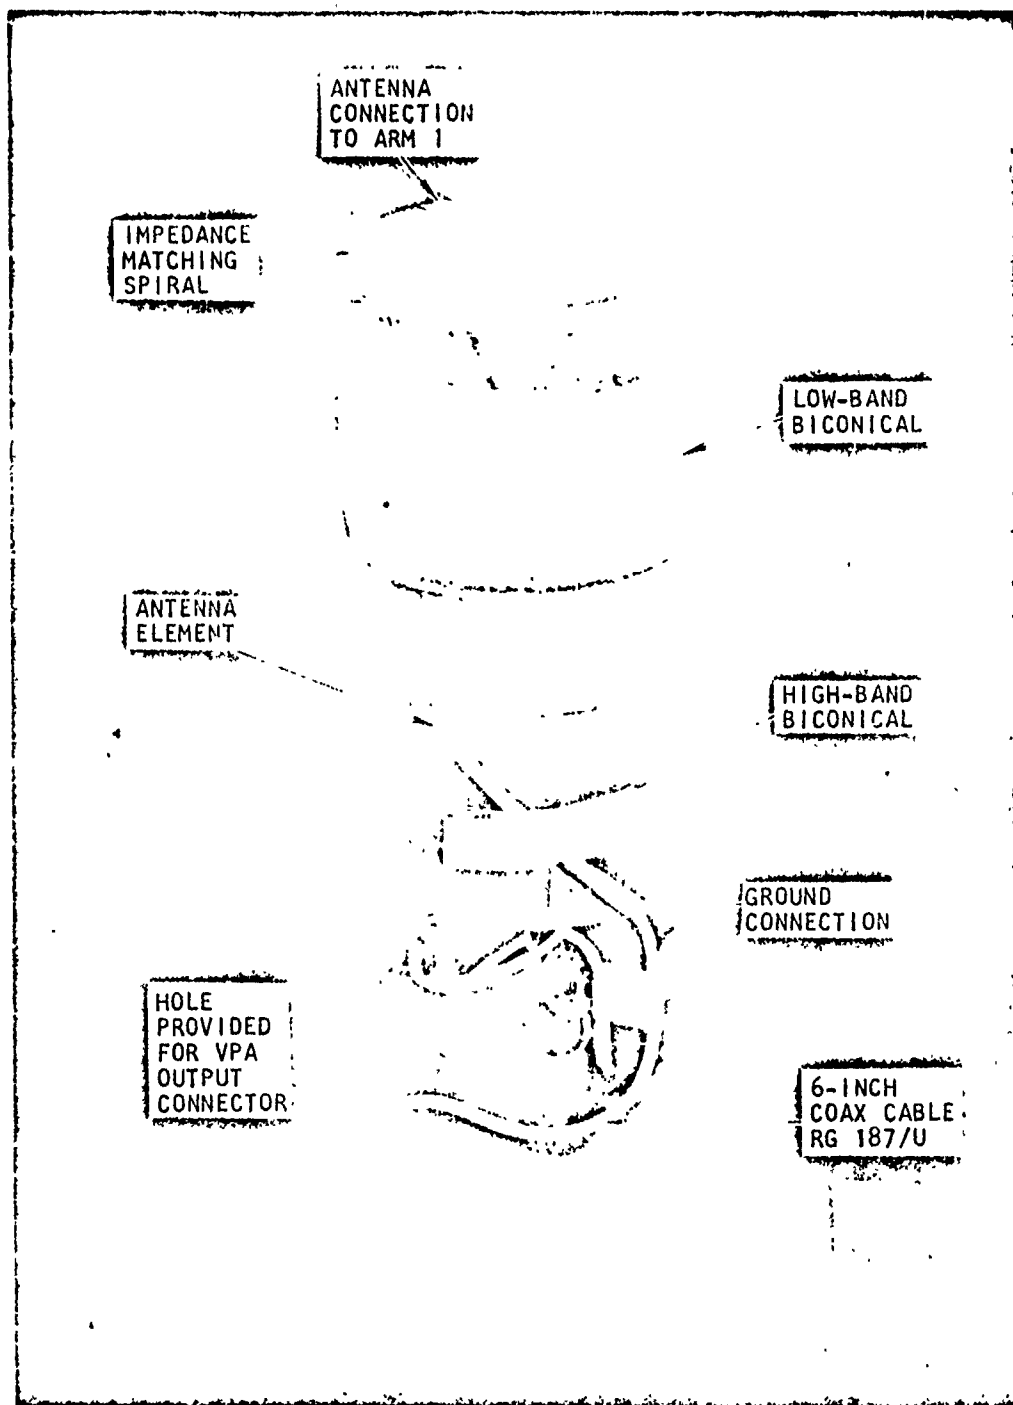 ANTENNA
CONNECTION
TO ARM 1
IMPEDANCE
MATCHING
SPIRAL
LOW-BAND
BICONICAL
ANTENNA
ELEMENT
HIGH-BAND
BICONICAL
GROUND
CONNECTION
HOLE
PROVIDED
FOR VPA
OUTPUT
CONNECTOR
6-INCH
COAX CABLE
RG 187/U